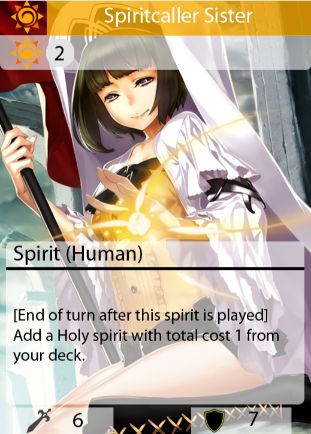 Spiritcaller Sister
2
Spirit (Human)
[End of turn after this spirit is played]
Add a Holy spirit with total cost 1 from
your deck.
6 7